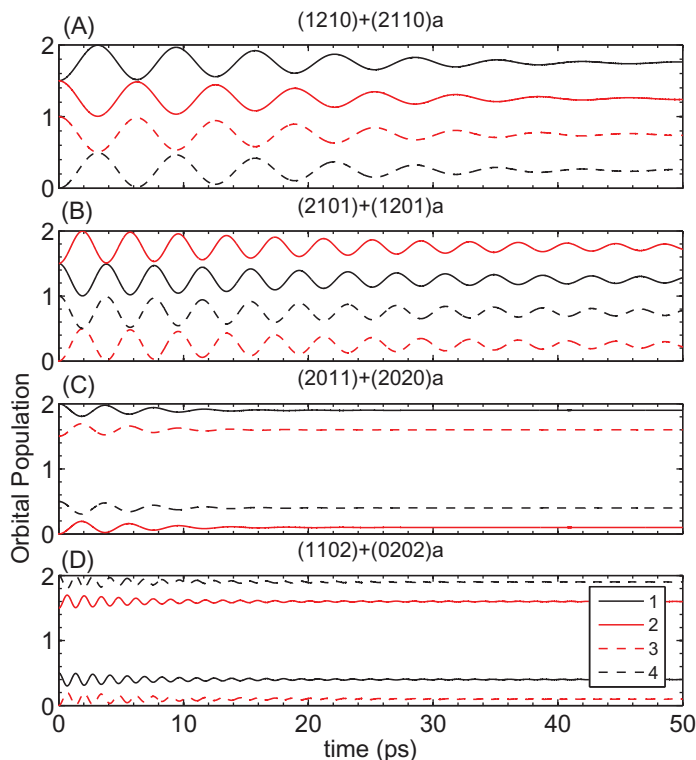 (A)
(1210)+(2110)a
2
1
0
(B)
(2101)+(1201)a
2
1
0
(C)
(2011)+(2020)a
2
1
0
(D)
(1102)+(0202)a
2
1
0
1
2
3
4
0
10
20
30
40
50
time (ps)
Orbital Population